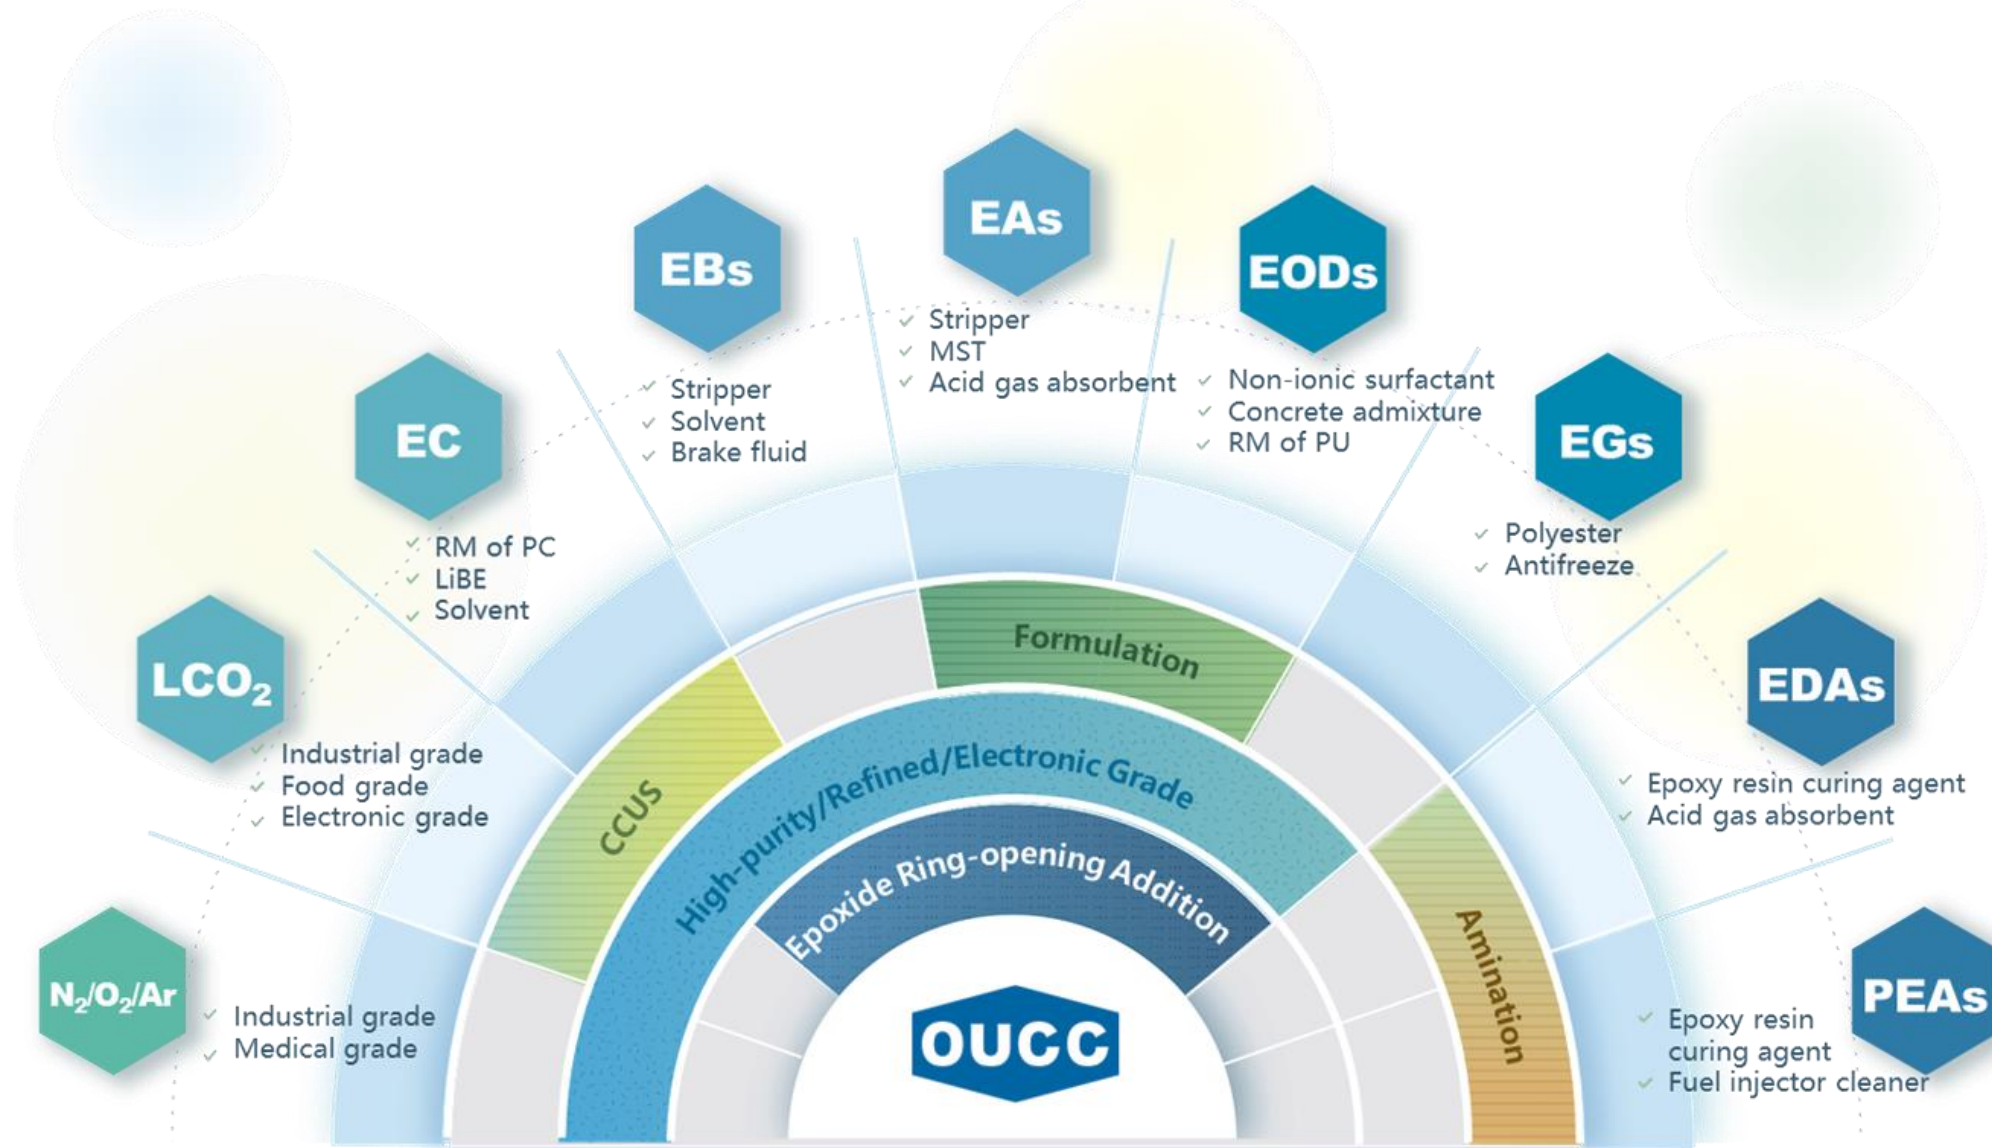 EAs
Stripper
MST
Acid gas absorbent
EBs
Stripper
Solvent
Brake fluid
EODs
Non-ionic surfactant
Concrete admixture
RM of PU
EC
RM of PC
LiBE
Solvent
EGs
Polyester
Antifreeze
LCO₂
Industrial grade
Food grade
Electronic grade
EDAs
Epoxy resin curing agent
Acid gas absorbent
N₂/O₂/Ar
Industrial grade
Medical grade
PEAs
Epoxy resin
curing agent
Fuel injector cleaner
Formulation
CCUS
Amination
High-purity/Refined/Electronic Grade
Epoxide Ring-opening Addition
OUCC